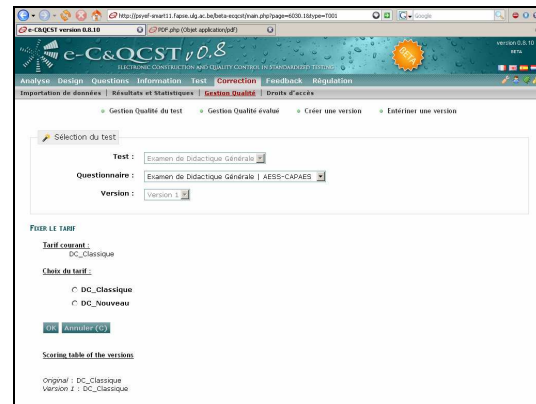 http://psyef-smart11.fapse.ulg.ac.be/beta-ecqcst/main.php?page=6030.1&type=T001
Google
e-C&QCST version 0.8.10
PDF.php (Objet application/pdf)
e-C&QCST v0.8
ELECTRONIC CONSTRUCTION AND QUALITY CONTROL IN STANDARDIZED TESTING
BETA
version 0.8.10
BETA
Analyse Design Questions Information Test Correction Feedback Régulation
Importation de données | Résultats et Statistiques | Gestion Qualité | Droits d'accès
Gestion Qualité du test Gestion Qualité évalué Créer une version Entériner une version
Sélection du test
Test : Examen de Didactique Générale
Questionnaire : Examen de Didactique Générale | AESS-CAPAES
Version : Version 1
FIXER LE TARIF
Tarif courant :
DC_Classique
Choix du tarif :
DC_Classique
DC_Nouveau
OK Annuler (C)
Scoring table of the versions
Original : DC_Classique
Version 1 : DC_Classique